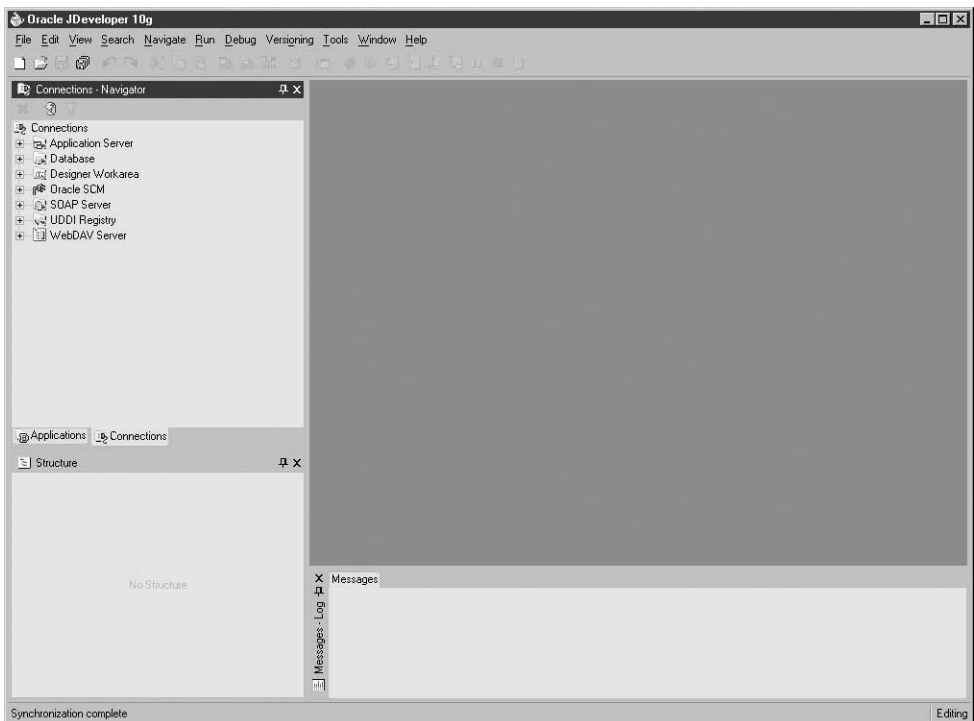 Oracle JDeveloper 10g
File Edit View Search Navigate Run Debug Versioning Tools Window Help
Connections - Navigator
Connections
Application Server
Database
Designer Workarea
Oracle SCM
SOAP Server
UDDI Registry
WebDAV Server
Applications Connections
Structure
No Structure
Messages
Messages - Log
Synchronization complete Editing